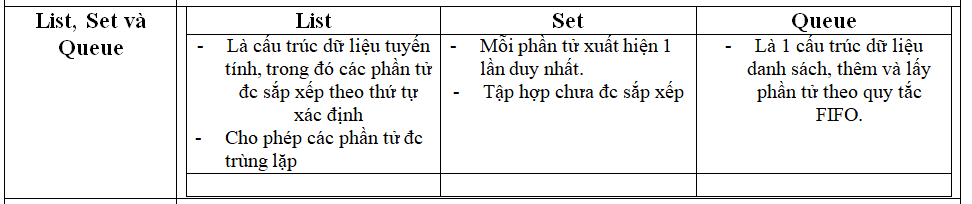 List, Set và
Queue
List
Set
Queue
- Là cấu trúc dữ liệu tuyến
tính, trong đó các phần tử
đc sắp xếp theo thứ tự
xác định
- Cho phép các phần tử đc
trùng lặp
- Mỗi phần tử xuất hiện 1
lần duy nhất.
- Tập hợp chưa đc sắp xếp
- Là 1 cấu trúc dữ liệu
danh sách, thêm và lấy
phần tử theo quy tắc
FIFO.